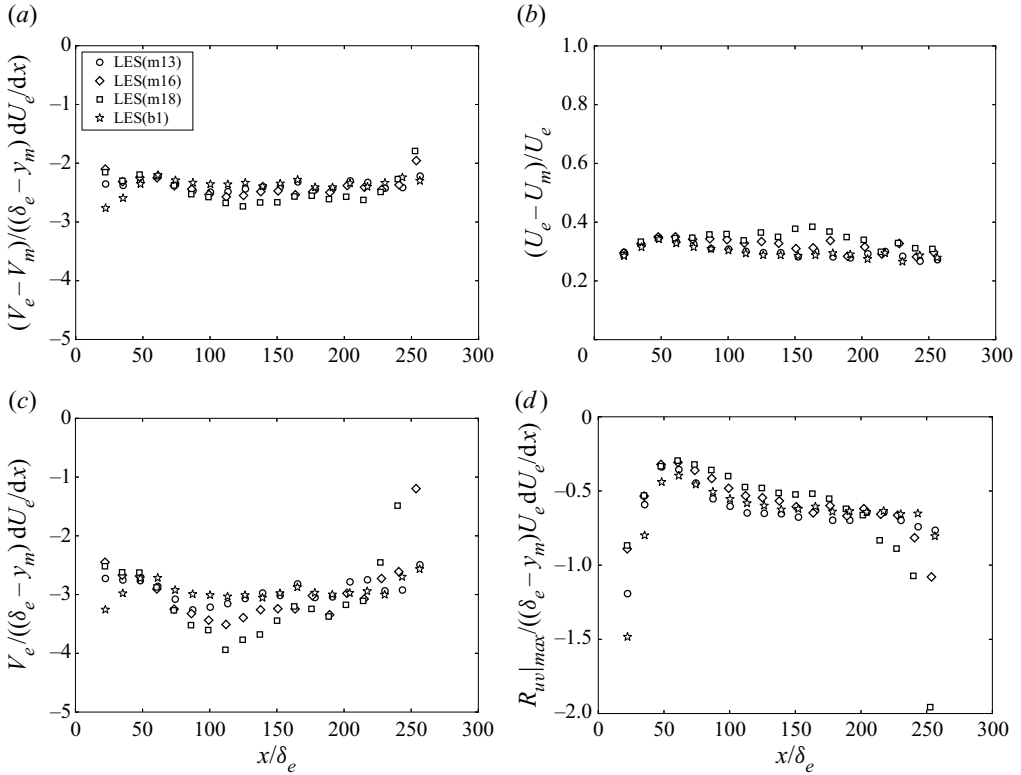 (a)
(V_e − V_m)/((δ_e − y_m) dU_e/dx)
0
−1
−2
−3
−4
−5
LES(m13)
LES(m16)
LES(m18)
LES(b1)
0 50 100 150 200 250 300
(b)
(U_e − U_m)/U_e
1.0
0.8
0.6
0.4
0.2
0 50 100 150 200 250 300
(c)
V_e/((δ_e − y_m) dU_e/dx)
0
−1
−2
−3
−4
−5
0 50 100 150 200 250 300
x/δ_e
(d)
R_{uv}|_{max}/((δ_e − y_m)U_e dU_e/dx)
0
−0.5
−1.0
−1.5
−2.0
0 50 100 150 200 250 300
x/δ_e